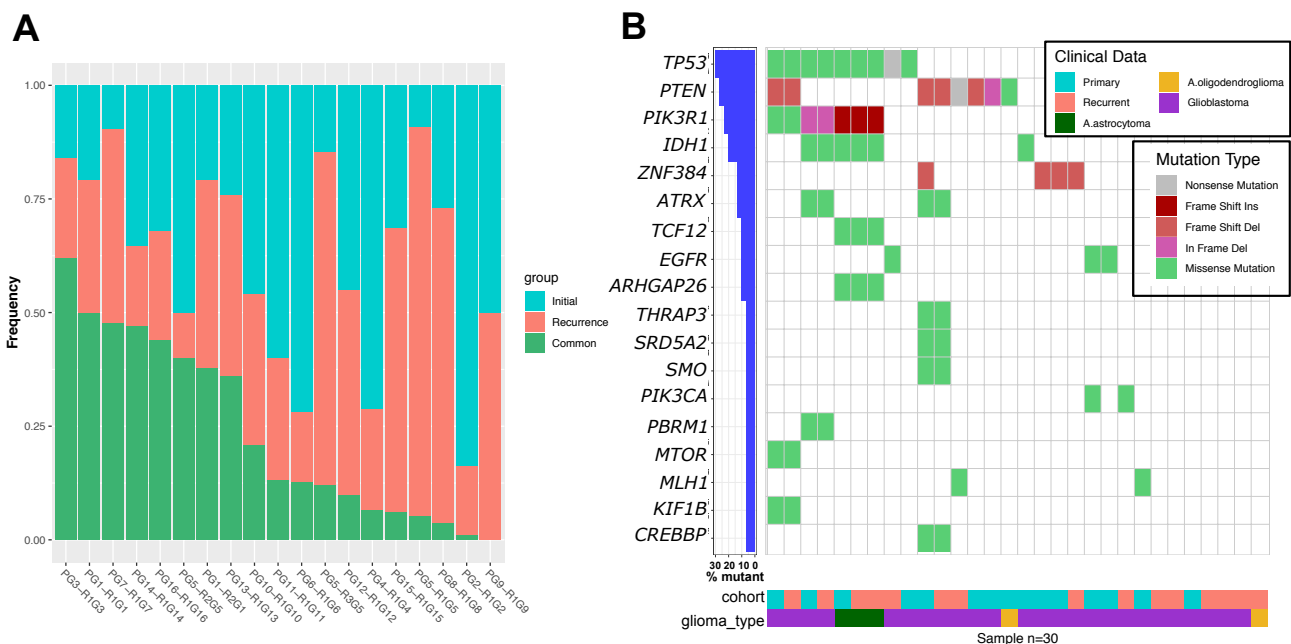 A
Frequency
1.00
0.75
0.50
0.25
0.00
PG3−R1G3
PG1−R1G1
PG7−R1G7
PG14−R1G14
PG16−R1G16
PG5−R2G5
PG1−R2G1
PG13−R1G13
PG10−R1G10
PG11−R1G11
PG6−R1G6
PG5−R3G5
PG12−R1G12
PG4−R1G4
PG15−R1G15
PG5−R1G5
PG8−R1G8
PG2−R1G2
PG9−R1G9
group
Initial
Recurrence
Common
B
TP53
PTEN
PIK3R1
IDH1
ZNF384
ATRX
TCF12
EGFR
ARHGAP26
THRAP3
SRD5A2
SMO
PIK3CA
PBRM1
MTOR
MLH1
KIF1B
CREBBP
30 20 10 0
% mutant
cohort
glioma_type
Sample n=30
Clinical Data
Primary
Recurrent
A.astrocytoma
A.oligodendroglioma
Glioblastoma
Mutation Type
Nonsense Mutation
Frame Shift Ins
Frame Shift Del
In Frame Del
Missense Mutation